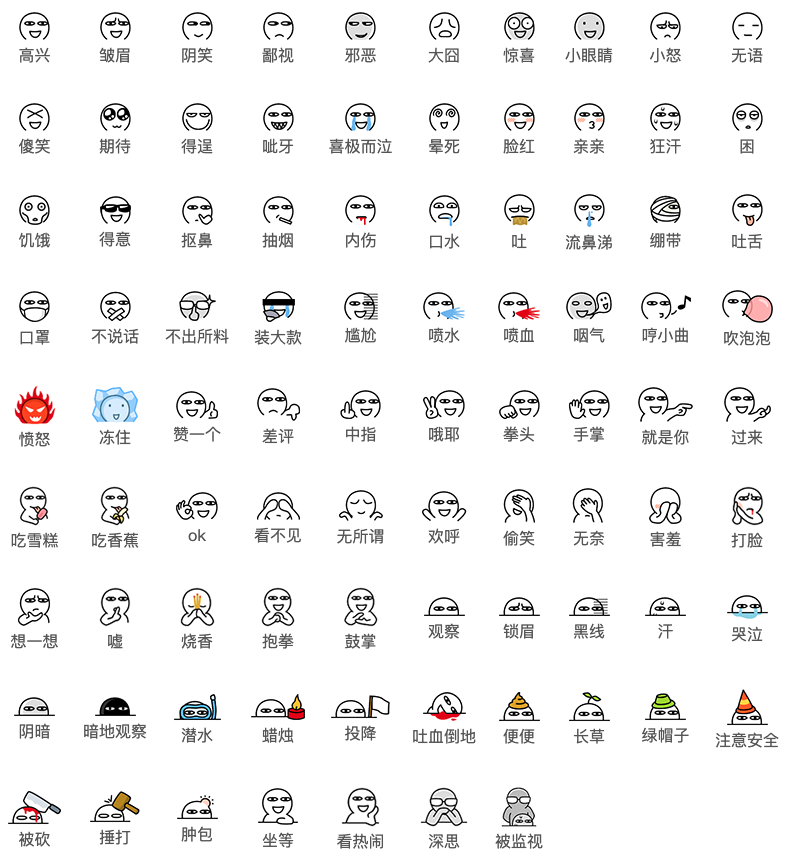 高兴 皱眉 阴笑 鄙视 邪恶 大囧 惊喜 小眼睛 小怒 无语
傻笑 期待 得逞 呲牙 喜极而泣 晕死 脸红 亲亲 狂汗 困
饥饿 得意 抠鼻 抽烟 内伤 口水 吐 流鼻涕 绷带 吐舌
口罩 不说话 不出所料 装大款 尴尬 喷水 喷血 咽气 哼小曲 吹泡泡
愤怒 冻住 赞一个 差评 中指 哦耶 拳头 手掌 就是你 过来
吃雪糕 吃香蕉 ok 看不见 无所谓 欢呼 偷笑 无奈 害羞 打脸
想一想 嘘 烧香 抱拳 鼓掌 观察 锁眉 黑线 汗 哭泣
阴暗 暗地观察 潜水 蜡烛 投降 吐血倒地 便便 长草 绿帽子 注意安全
被砍 捶打 肿包 坐等 看热闹 深思 被监视